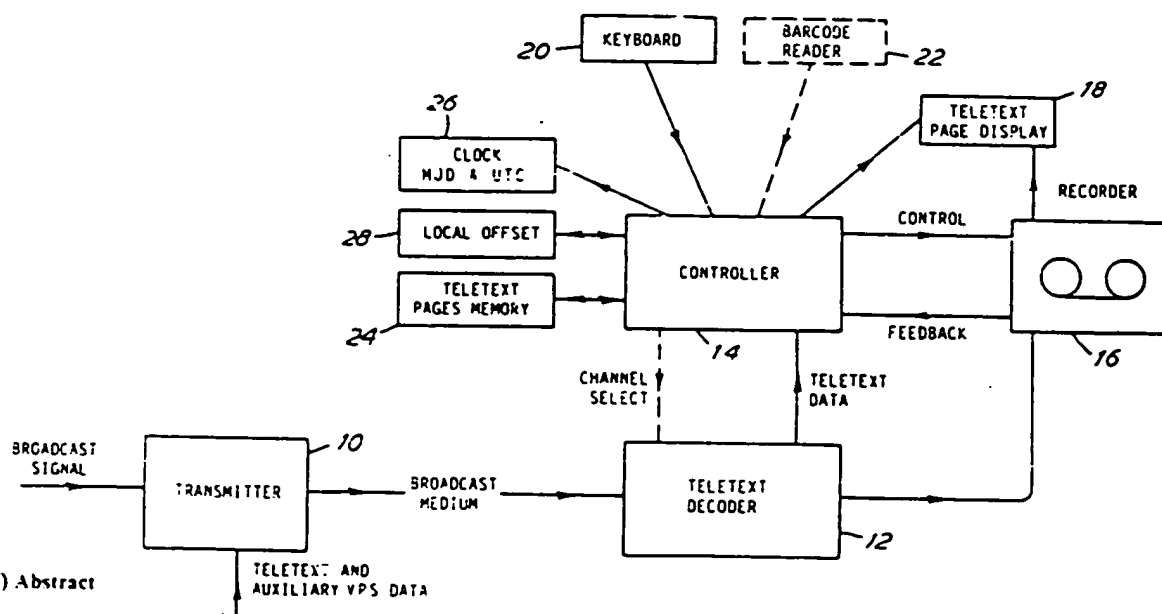 20
KEYBOARD
BARCODE
READER
22
26
CLOCK
MJD & UTC
18
TELETEXT
PAGE DISPLAY
RECORDER
28
LOCAL OFFSET
CONTROLLER
CONTROL
TELETEXT
PAGES MEMORY
24
14
FEEDBACK
16
CHANNEL
SELECT
TELETEXT
DATA
BROADCAST
SIGNAL
10
TRANSMITTER
BROADCAST
MEDIUM
TELETEXT
DECODER
12
) Abstract
TELETEXT AND
AUXILIARY VPS DATA